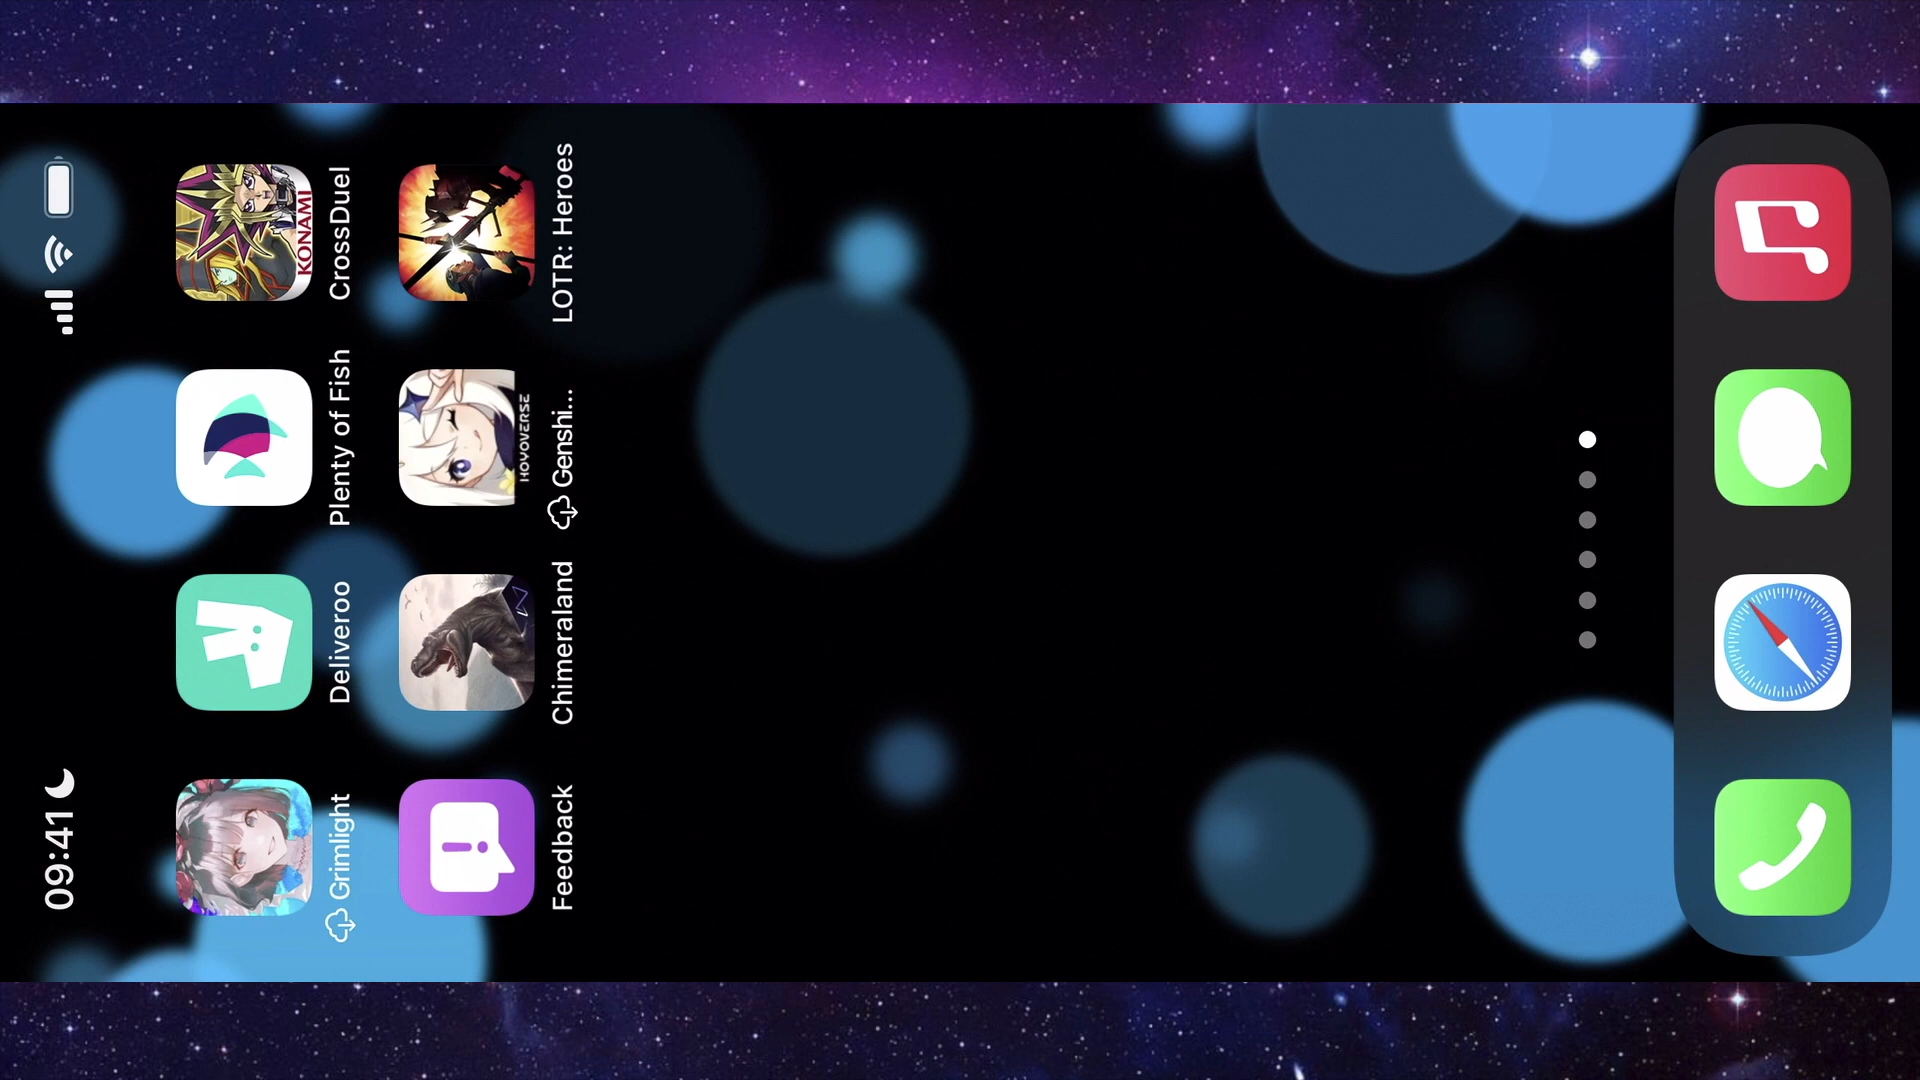 09:41
Grimlight
Deliveroo
Plenty of Fish
KONAMI
CrossDuel
Feedback
Chimeraland
HOYOVERSE
Genshi...
LOTR: Heroes